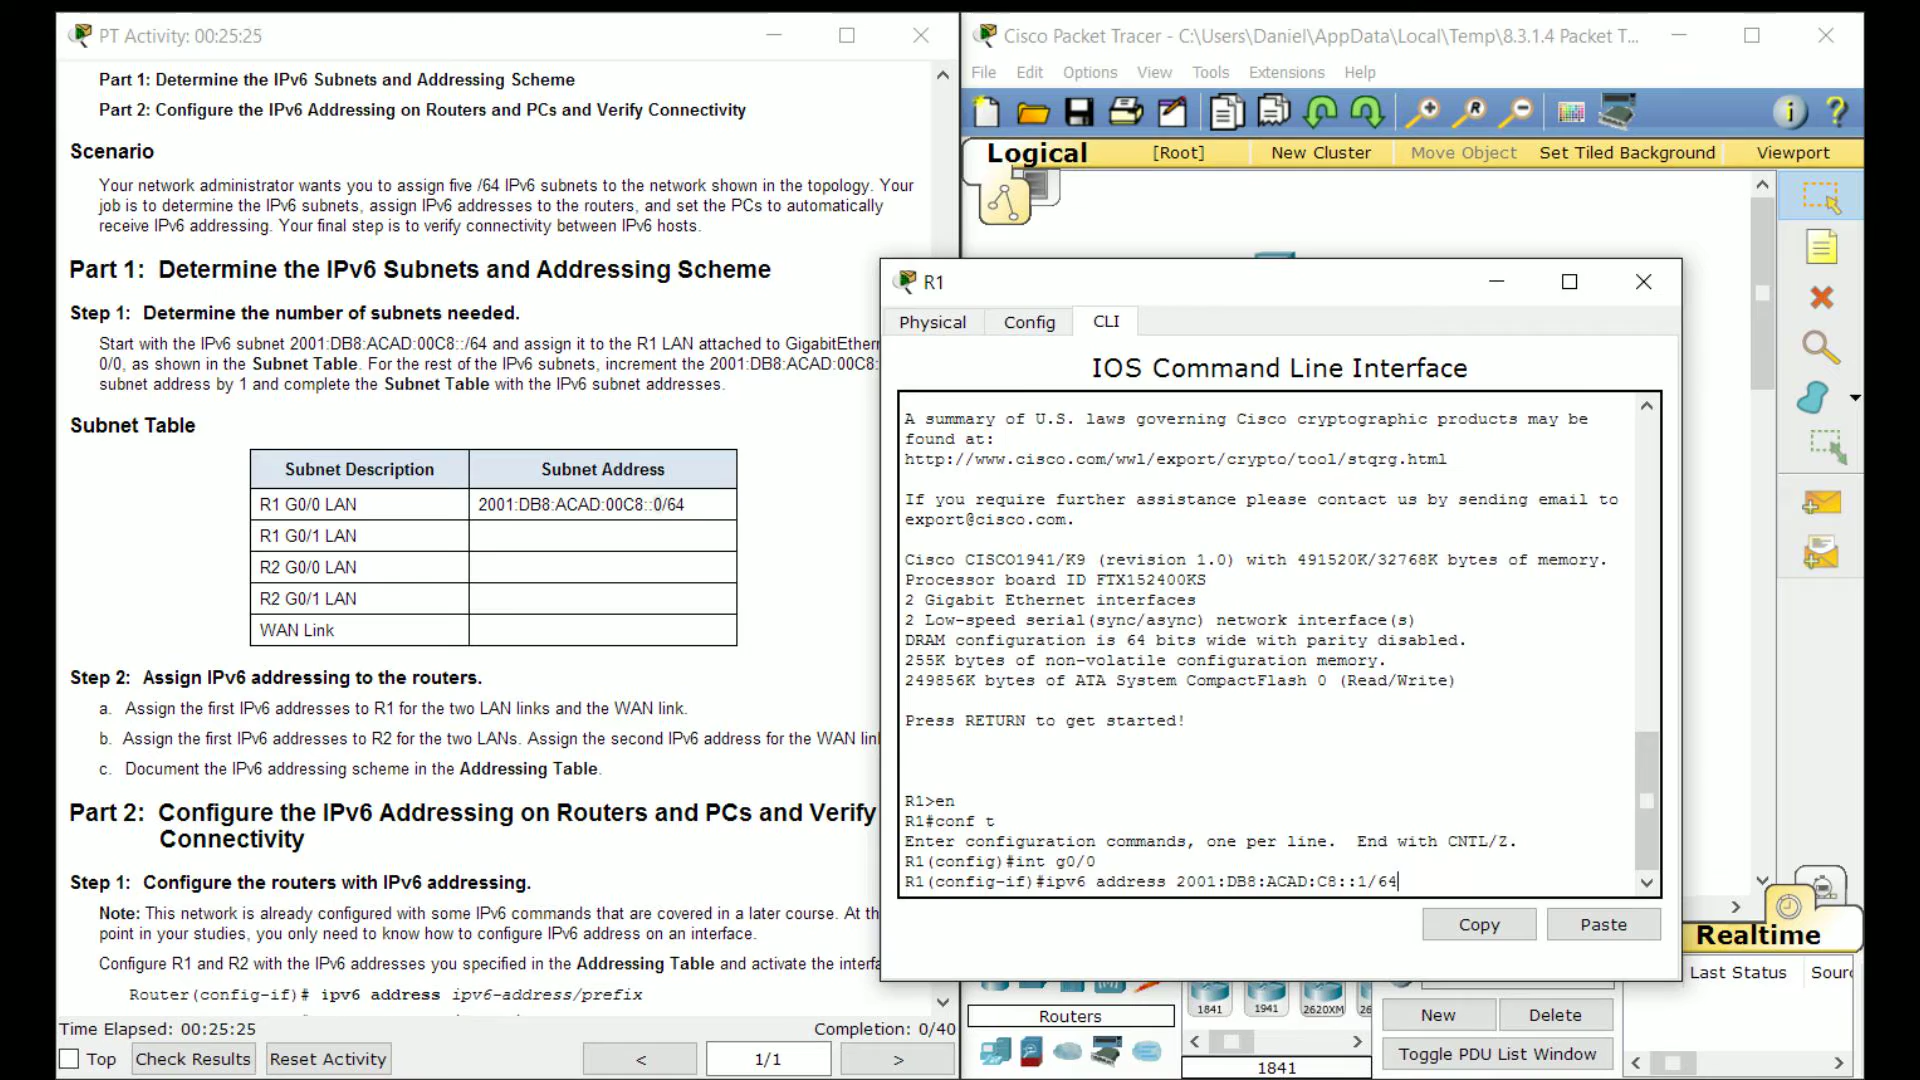 PT Activity: 00:25:25
Part 1: Determine the IPv6 Subnets and Addressing Scheme
Part 2: Configure the IPv6 Addressing on Routers and PCs and Verify Connectivity
Scenario
Your network administrator wants you to assign five /64 IPv6 subnets to the network shown in the topology. Your
job is to determine the IPv6 subnets, assign IPv6 addresses to the routers, and set the PCs to automatically
receive IPv6 addressing. Your final step is to verify connectivity between IPv6 hosts.
Part 1: Determine the IPv6 Subnets and Addressing Scheme
Step 1: Determine the number of subnets needed.
Start with the IPv6 subnet 2001:DB8:ACAD:00C8::/64 and assign it to the R1 LAN attached to GigabitEthern
0/0, as shown in the Subnet Table. For the rest of the IPv6 subnets, increment the 2001:DB8:ACAD:00C8:
subnet address by 1 and complete the Subnet Table with the IPv6 subnet addresses.
Subnet Table
Subnet Description Subnet Address
R1 G0/0 LAN 2001:DB8:ACAD:00C8::0/64
R1 G0/1 LAN
R2 G0/0 LAN
R2 G0/1 LAN
WAN Link
Step 2: Assign IPv6 addressing to the routers.
a. Assign the first IPv6 addresses to R1 for the two LAN links and the WAN link.
b. Assign the first IPv6 addresses to R2 for the two LANs. Assign the second IPv6 address for the WAN lin
c. Document the IPv6 addressing scheme in the Addressing Table.
Part 2: Configure the IPv6 Addressing on Routers and PCs and Verify
Connectivity
Step 1: Configure the routers with IPv6 addressing.
Note: This network is already configured with some IPv6 commands that are covered in a later course. At th
point in your studies, you only need to know how to configure IPv6 address on an interface.
Configure R1 and R2 with the IPv6 addresses you specified in the Addressing Table and activate the interfa
Router(config-if)# ipv6 address ipv6-address/prefix
Time Elapsed: 00:25:25 Completion: 0/40
Top Check Results Reset Activity < 1/1 >
Cisco Packet Tracer - C:\Users\Daniel\AppData\Local\Temp\8.3.1.4 Packet T...
File Edit Options View Tools Extensions Help
Logical [Root] New Cluster Move Object Set Tiled Background Viewport
R1
Physical Config CLI
IOS Command Line Interface
A summary of U.S. laws governing Cisco cryptographic products may be
found at:
http://www.cisco.com/wwl/export/crypto/tool/stqrg.html
If you require further assistance please contact us by sending email to
export@cisco.com.
Cisco CISCO1941/K9 (revision 1.0) with 491520K/32768K bytes of memory.
Processor board ID FTX152400KS
2 Gigabit Ethernet interfaces
2 Low-speed serial(sync/async) network interface(s)
DRAM configuration is 64 bits wide with parity disabled.
255K bytes of non-volatile configuration memory.
249856K bytes of ATA System CompactFlash 0 (Read/Write)
Press RETURN to get started!
R1>en
R1#conf t
Enter configuration commands, one per line. End with CNTL/Z.
R1(config)#int g0/0
R1(config-if)#ipv6 address 2001:DB8:ACAD:C8::1/64
Copy Paste
Realtime
Last Status Sourc
1841 1941 2620XM 26
Routers
New Delete
Toggle PDU List Window
1841